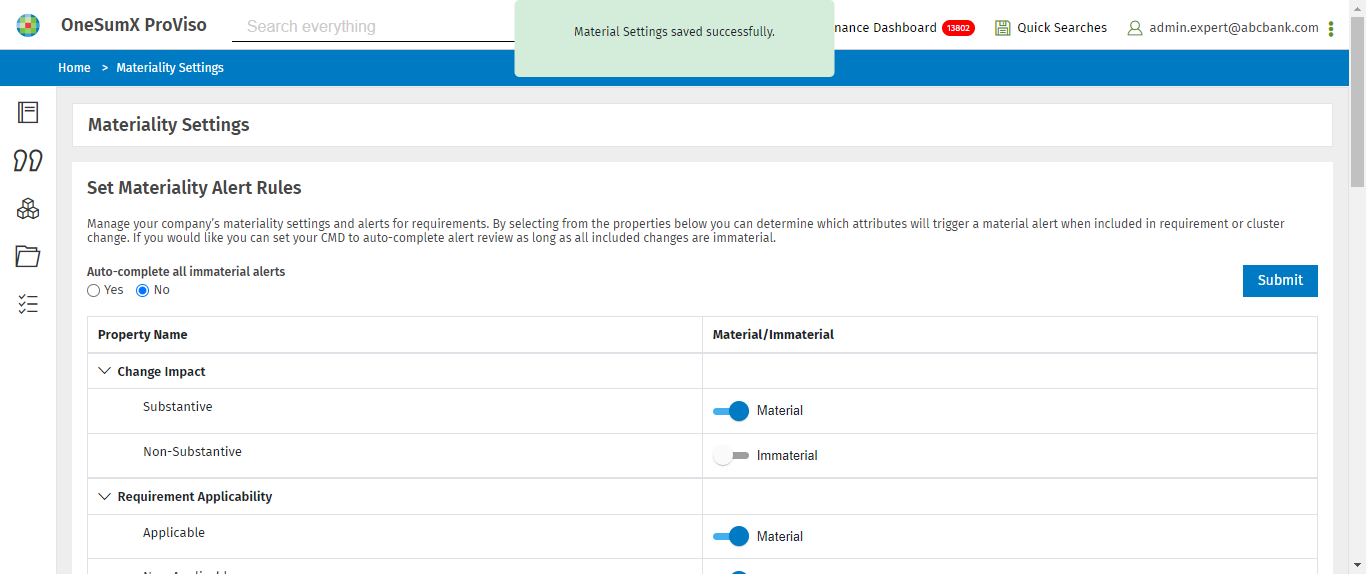 OneSumX ProViso
Search everything
Material Settings saved successfully.
Dashboard
13802
Quick Searches
admin.expert@abcbank.com
Home > Materiality Settings
Materiality Settings
Set Materiality Alert Rules
Manage your company’s materiality settings and alerts for requirements. By selecting from the properties below you can determine which attributes will trigger a material alert when included in requirement or cluster
change. If you would like you can set your CMD to auto-complete alert review as long as all included changes are immaterial.
Auto-complete all immaterial alerts
Yes No
Submit
Property Name Material/Immaterial
Change Impact
Substantive Material
Non-Substantive Immaterial
Requirement Applicability
Applicable Material